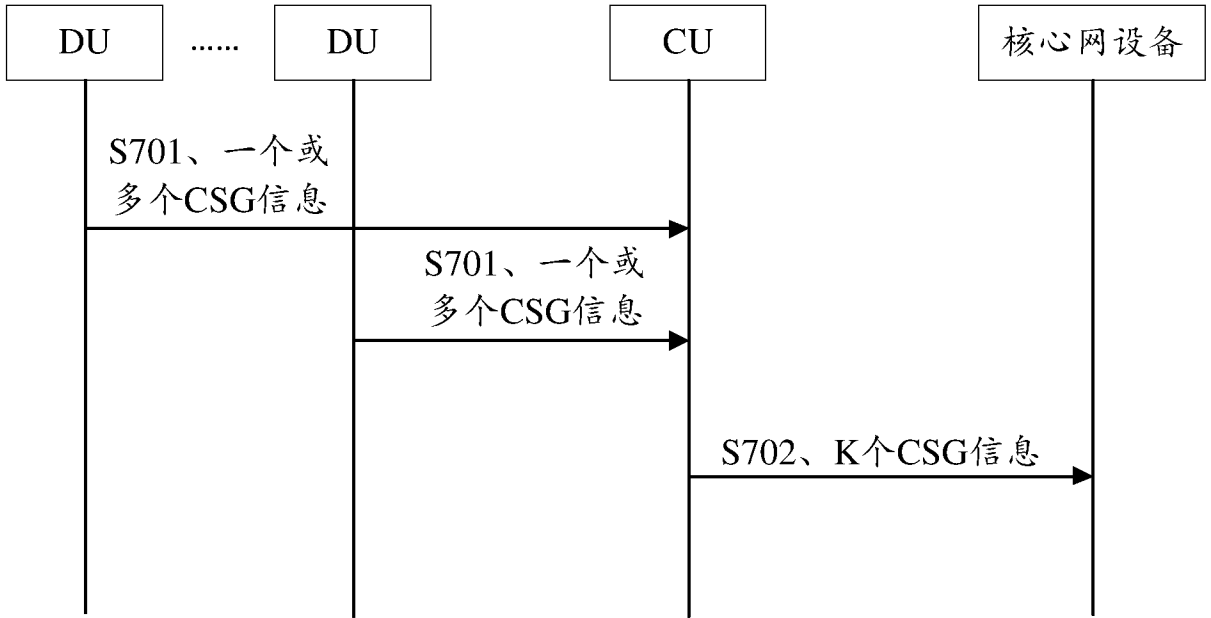 DU
......
DU
CU
核心网设备
S701、一个或
多个CSG信息
S701、一个或
多个CSG信息
S702、K个CSG信息